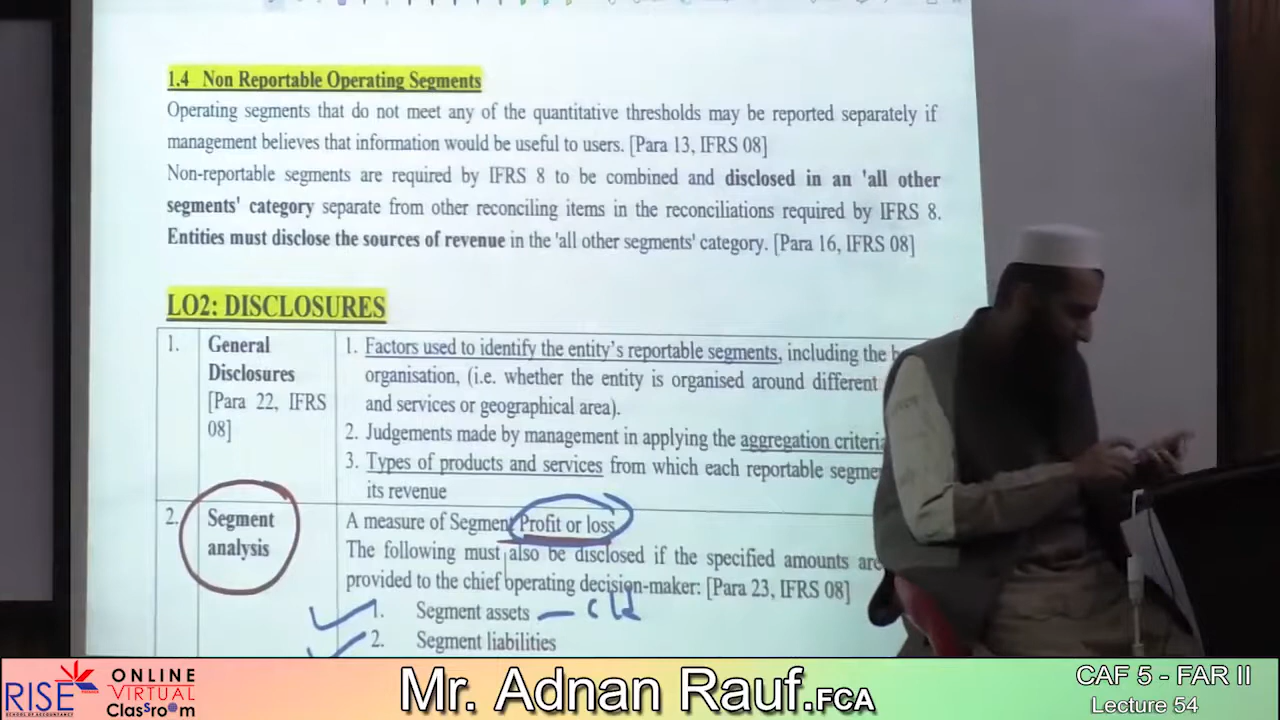 1.4 Non Reportable Operating Segments
Operating segments that do not meet any of the quantitative thresholds may be reported separately if
management believes that information would be useful to users. [Para 13, IFRS 08]
Non-reportable segments are required by IFRS 8 to be combined and disclosed in an 'all other
segments' category separate from other reconciling items in the reconciliations required by IFRS 8.
Entities must disclose the sources of revenue in the 'all other segments' category. [Para 16, IFRS 08]
LO2: DISCLOSURES
1.
General
Disclosures
[Para 22, IFRS
08]
1. Factors used to identify the entity's reportable segments, including the
organisation, (i.e. whether the entity is organised around different
and services or geographical area).
2. Judgements made by management in applying the aggregation criteria
3. Types of products and services from which each reportable
its revenue
2.
Segment
analysis
A measure of Segment Profit or loss
The following must also be disclosed if the specified amounts are
provided to the chief operating decision-maker: [Para 23, IFRS 08]
1. Segment assets
2. Segment liabilities
RISE
SCHOOL OF ACCOUNTANCY
ONLINE
VIRTUAL
Classroom
Mr. Adnan Rauf.FCA
CAF 5 - FAR II
Lecture 54